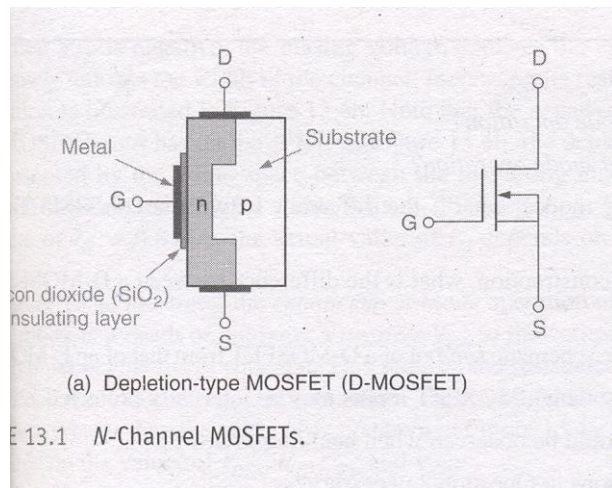 D D
Metal
Substrate
G n p
G
con dioxide (SiO2)
nsulating layer
S S
(a) Depletion-type MOSFET (D-MOSFET)
E 13.1 N-Channel MOSFETs.